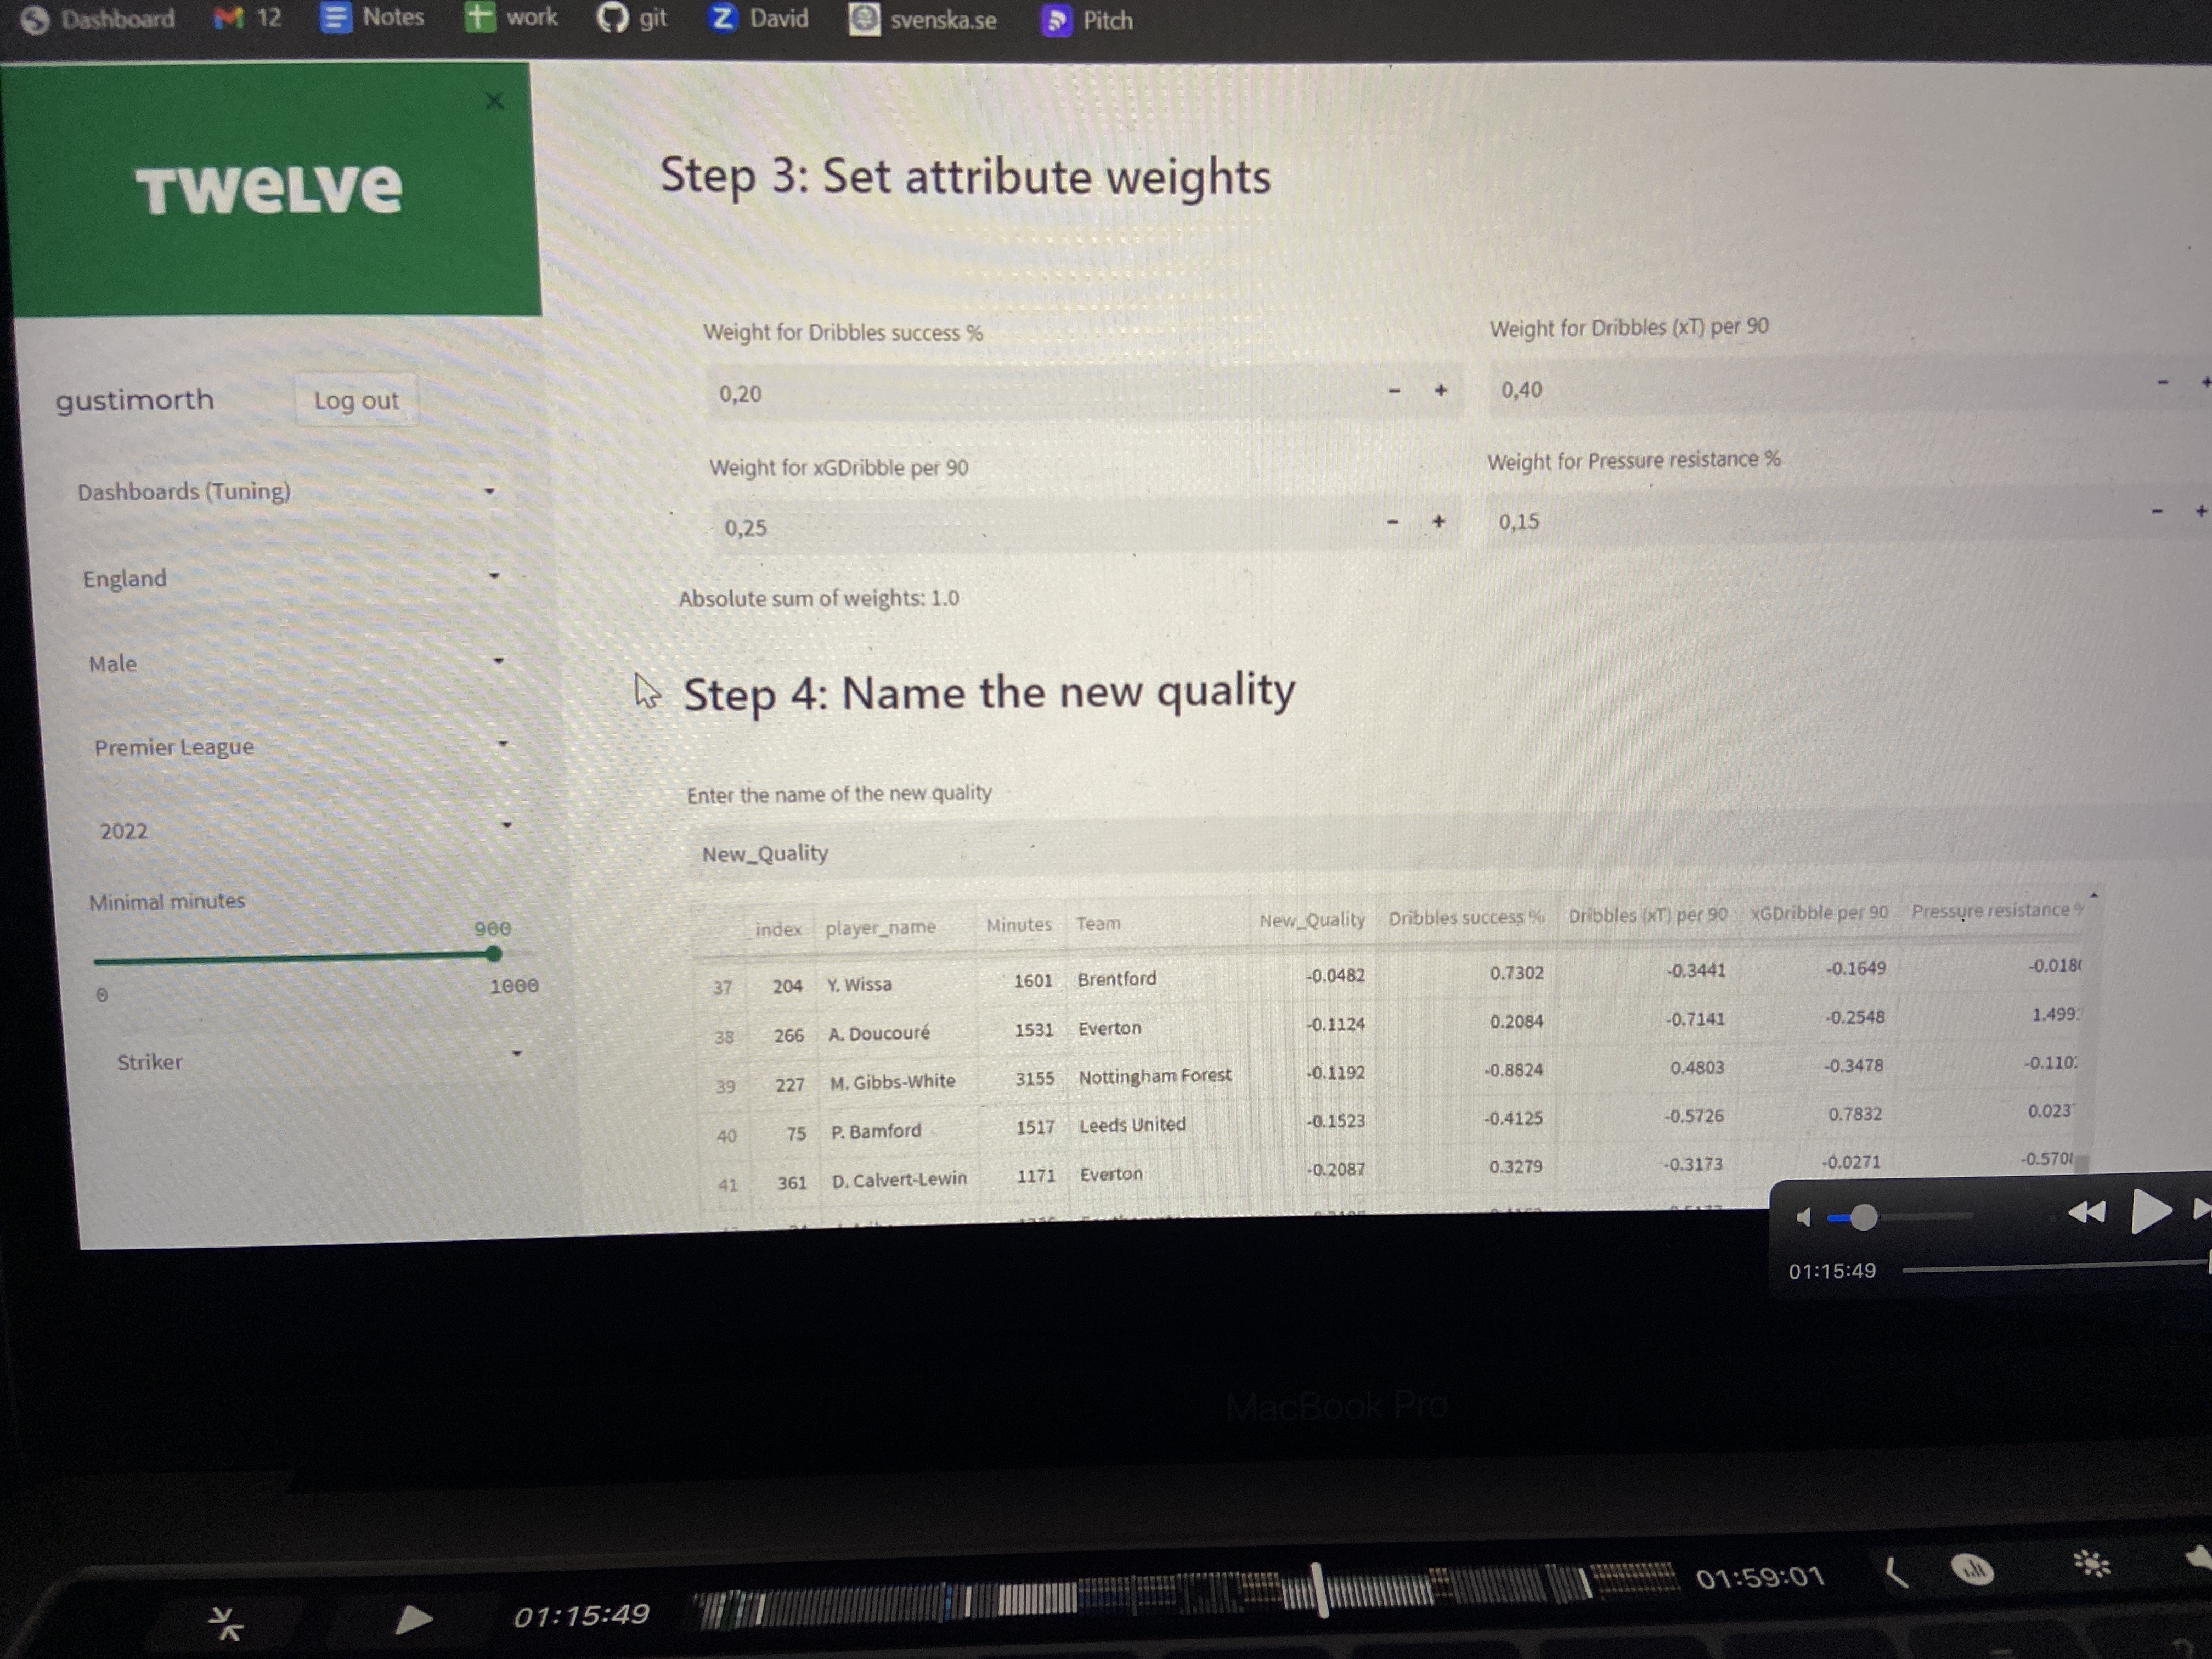 Dashboard 12 Notes work git David svenska.se Pitch
×
TWELVE
gustimorth Log out
Dashboards (Tuning)
England
Male
Premier League
2022
Minimal minutes
900
0 1000
Striker
Step 3: Set attribute weights
Weight for Dribbles success % Weight for Dribbles (xT) per 90
0,20 - + 0,40 - +
Weight for xGDribble per 90 Weight for Pressure resistance %
0,25 - + 0,15 - +
Absolute sum of weights: 1.0
Step 4: Name the new quality
Enter the name of the new quality
New_Quality
index player_name Minutes Team New_Quality Dribbles success % Dribbles (xT) per 90 xGDribble per 90 Pressure resistance %
37 204 Y. Wissa 1601 Brentford -0.0482 0.7302 -0.3441 -0.1649 -0.018
38 266 A. Doucouré 1531 Everton -0.1124 0.2084 -0.7141 -0.2548 1.499
39 227 M. Gibbs-White 3155 Nottingham Forest -0.1192 -0.8824 0.4803 -0.3478 -0.110
40 75 P. Bamford 1517 Leeds United -0.1523 -0.4125 -0.5726 0.7832 0.023
41 361 D. Calvert-Lewin 1171 Everton -0.2087 0.3279 -0.3173 -0.0271 -0.570
01:15:49
MacBook Pro
01:15:49 01:59:01